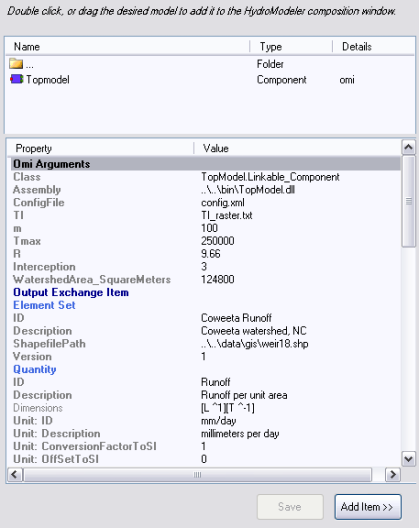 Double click, or drag the desired model to add it to the HydroModeler composition window.
Name Type Details
... Folder
Topmodel Component omi
Property Value
Omi Arguments
Class TopModel.Linkable_Component
Assembly ..\..\bin\TopModel.dll
ConfigFile config.xml
TI TI_raster.txt
m 100
Tmax 250000
R 9.66
Interception 3
WatershedArea_SquareMeters 124800
Output Exchange Item
Element Set
ID Coweeta Runoff
Description Coweeta watershed, NC
ShapefilePath ..\..\data\gis\weir18.shp
Version 1
Quantity
ID Runoff
Description Runoff per unit area
Dimensions [L ^1][T ^-1]
Unit: ID mm/day
Unit: Description millimeters per day
Unit: ConversionFactorToSI 1
Unit: OffSetToSI 0
Save Add Item >>